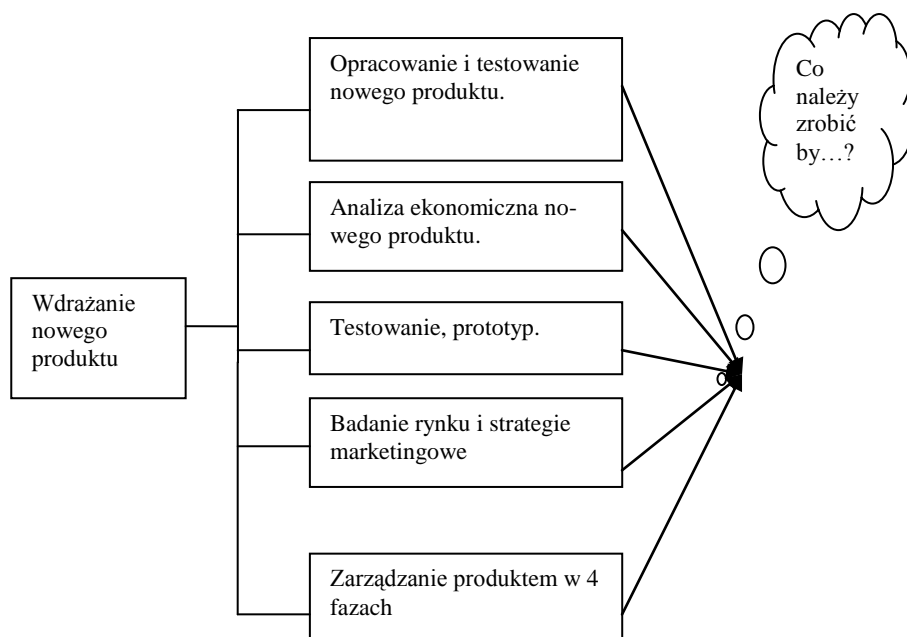 Opracowanie i testowanie
nowego produktu.
Co
należy
zrobić
by…?
Analiza ekonomiczna no-
wego produktu.
Wdrażanie
nowego
produktu
Testowanie, prototyp.
Badanie rynku i strategie
marketingowe
Zarządzanie produktem w 4
fazach